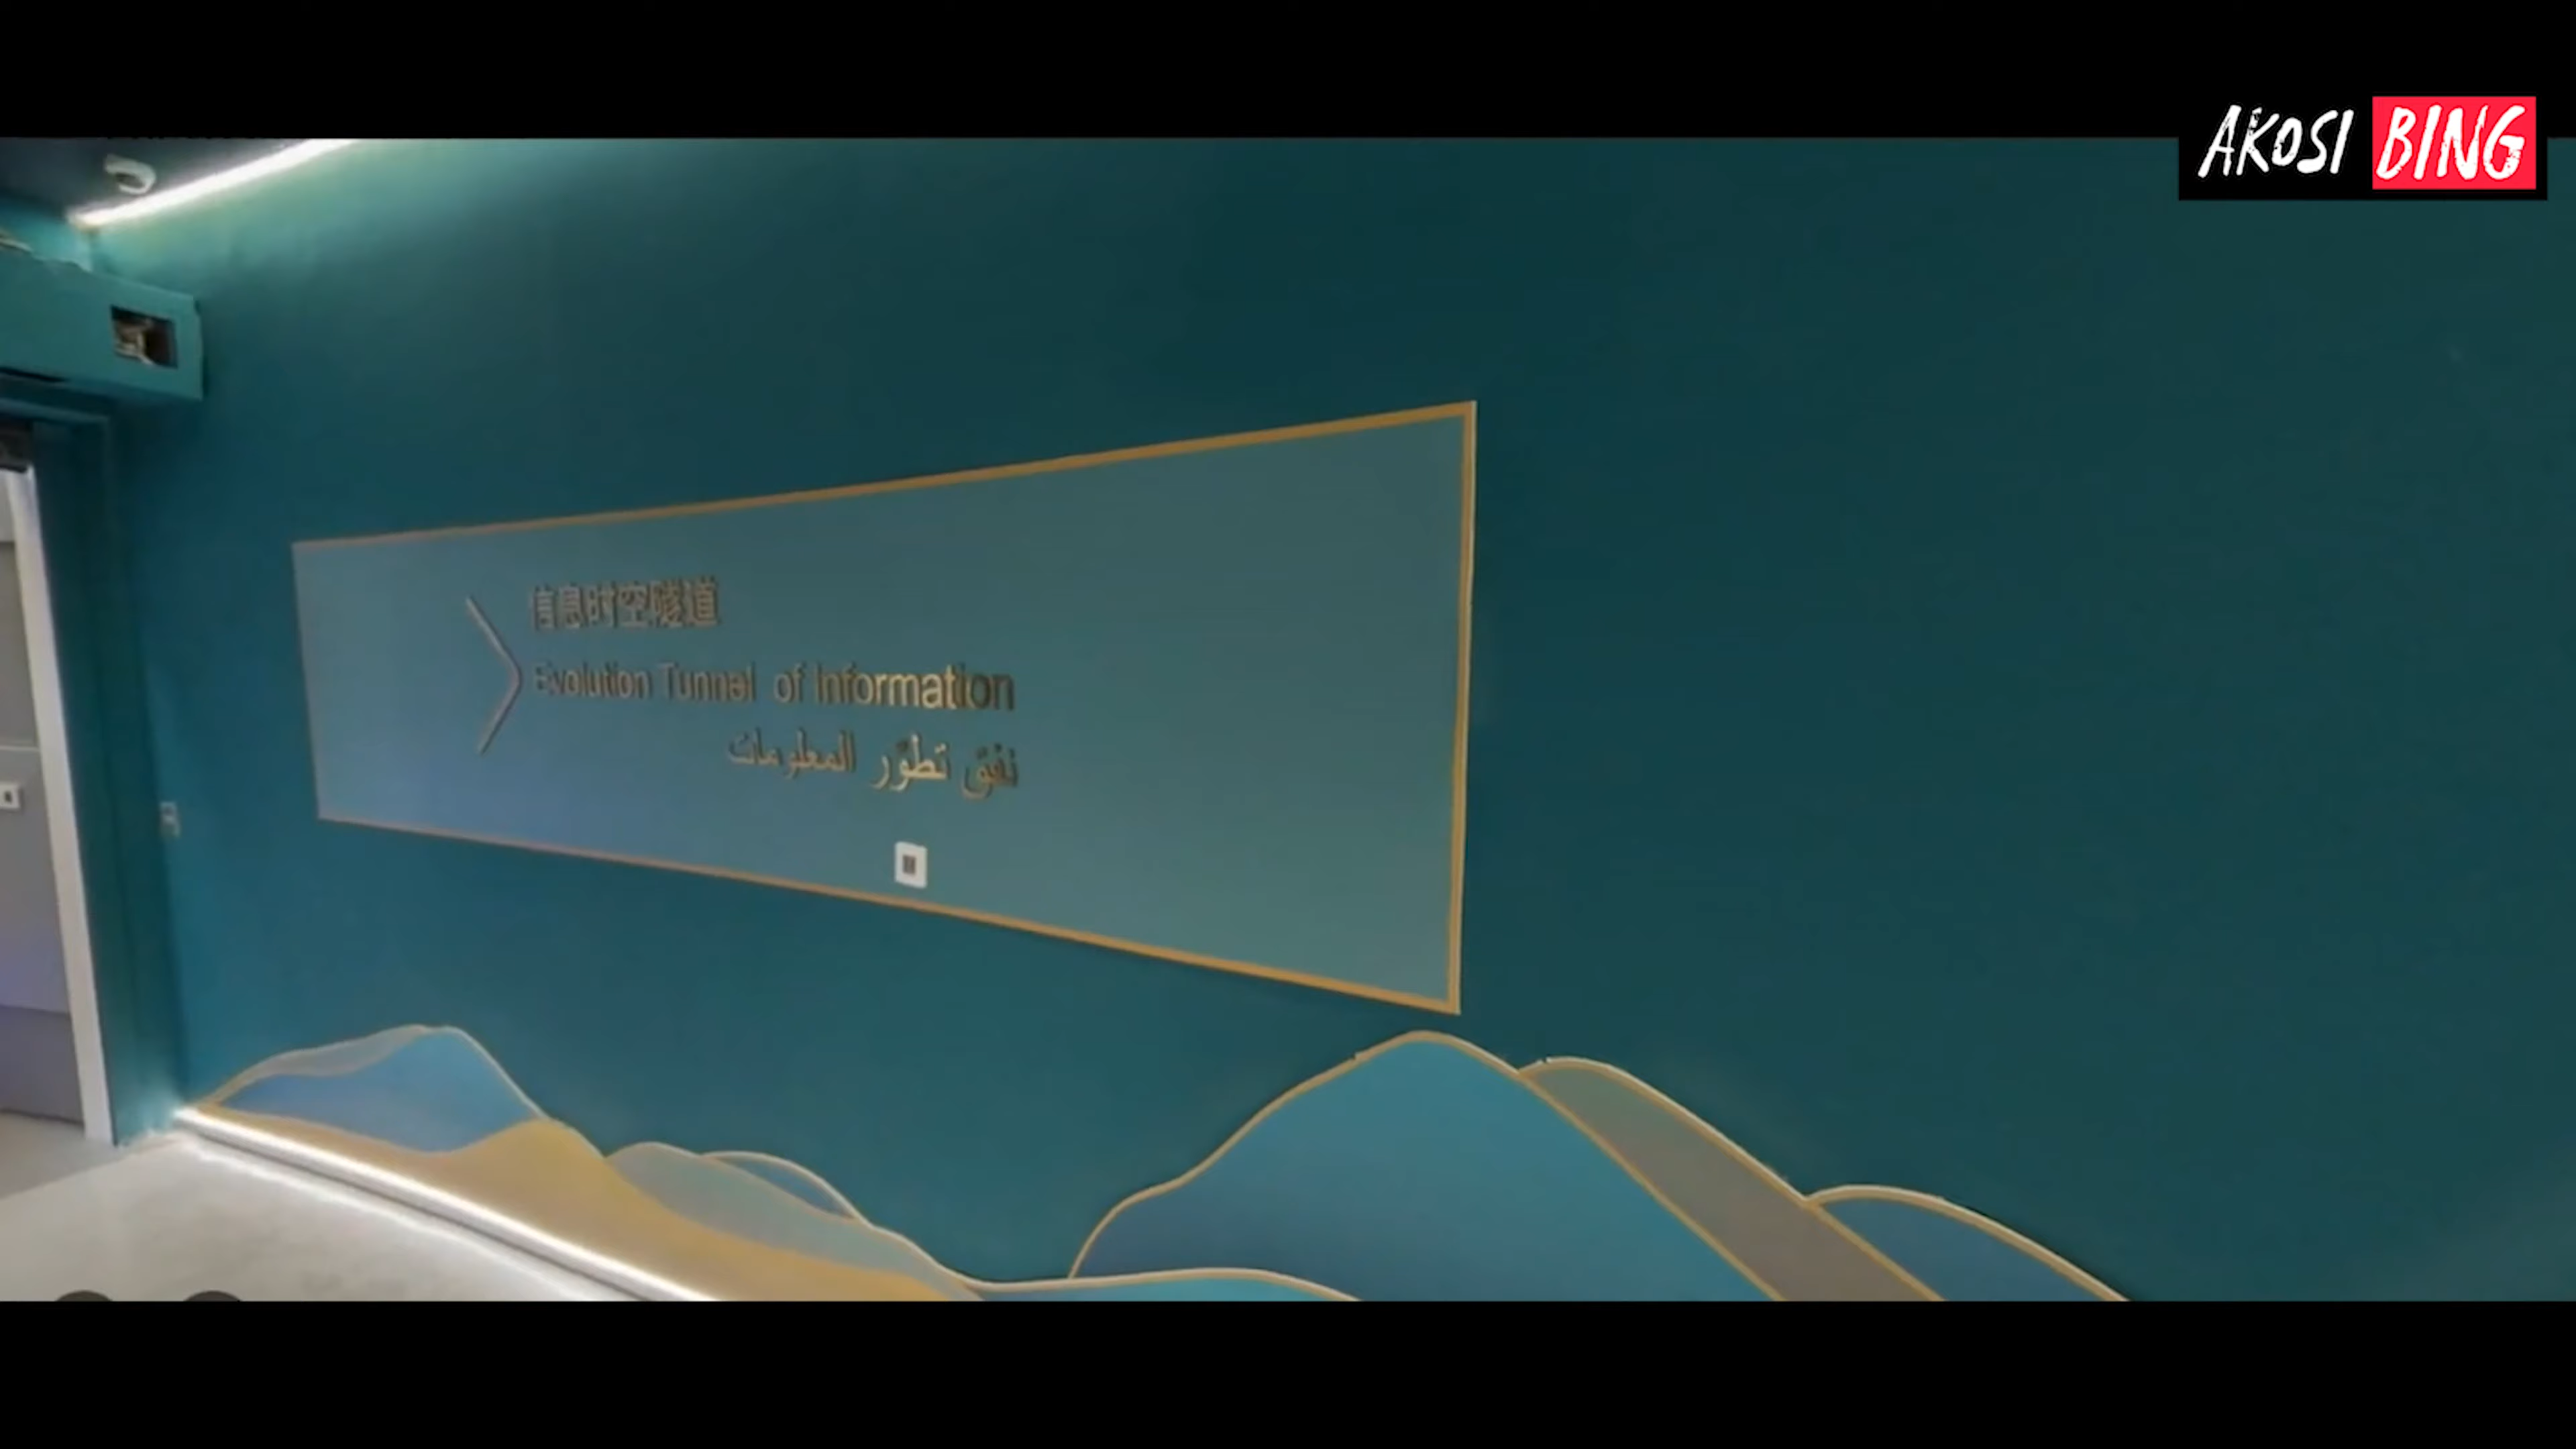 AKOSI BING
信息时空隧道
Evolution Tunnel of Information
نفق تطوّر المعلومات